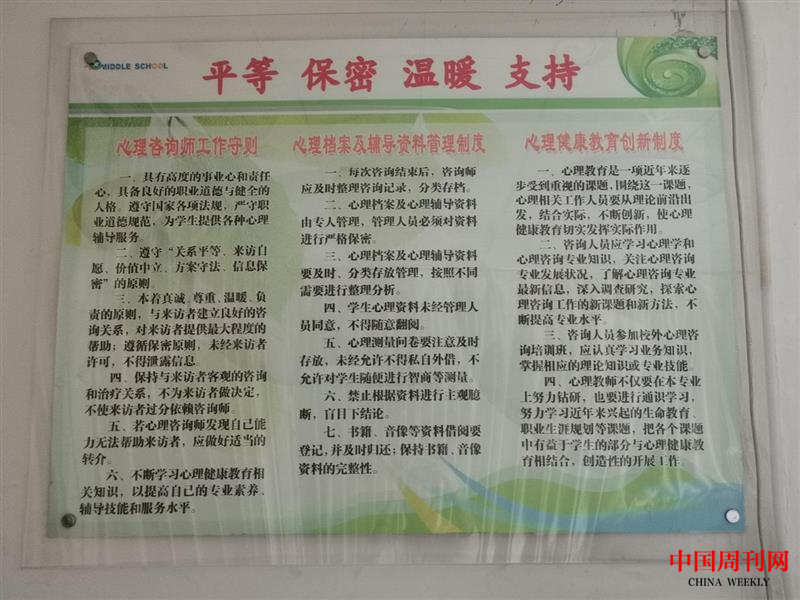 MIDDLE SCHOOL
平等 保密 温暖 支持
心理咨询师工作守则
一、具有高度的事业心和责任
心，具备良好的职业道德与健全的
人格。遵守国家各项法规，严守职
业道德规范，为学生提供各种心理
辅导服务。
二、遵守“关系平等、来访自
愿、价值中立、方案守法、信息保
密”的原则。
三、本着真诚、尊重、温暖、负
责的原则，与来访者建立良好的咨
询关系，对来访者提供最大程度的
帮助；遵循保密原则，未经来访者
许可，不得泄露信息。
四、保持与来访者客观的咨询
和治疗关系，不为来访者做决定，
不使来访者过分依赖咨询师。
五、若心理咨询师发现自己能
力无法帮助来访者，应做好适当的
转介。
六、不断学习心理健康教育相
关知识，以提高自己的专业素养、
辅导技能和服务水平。
心理档案及辅导资料管理制度
一、每次咨询结束后，咨询师
应及时整理咨询记录，分类存档。
二、心理档案及心理辅导资料
由专人管理，管理人员必须对资料
进行严格保密。
三、心理档案及心理辅导资料
要及时、分类存放管理，按照不同
需要进行整理分析。
四、学生心理资料未经管理人
员同意，不得随意翻阅。
五、心理测量问卷要注意及时
存放，未经允许不得私自外借，不
允许对学生随便进行智商等测量。
六、禁止根据资料进行主观臆
断，盲目下结论。
七、书籍、音像等资料借阅要
登记，并及时归还；保持书籍、音像
资料的完整性。
心理健康教育创新制度
一、心理教育是一项近年来逐
步受到重视的课题，围绕这一课题，
心理相关工作人员要从理论前沿出
发，结合实际，不断创新，使心理
健康教育切实发挥实际作用。
二、咨询人员应学习心理学和
心理咨询专业知识，关注心理咨询
专业发展状况，了解心理咨询专业
最新信息，深入调查研究，探索心
理咨询工作的新课题和新方法，不
断提高专业水平。
三、咨询人员参加校外心理咨
询培训班，应认真学习业务知识，
掌握相应的理论知识或专业技能。
四、心理教师不仅要在本专业
上努力钻研，也要进行通识学习，
努力学习近年来兴起的生命教育、
职业生涯规划等课题，把各个课题
中有益于学生的部分与心理健康教
育相结合，创造性的开展工作。
中国周刊网
CHINA WEEKLY